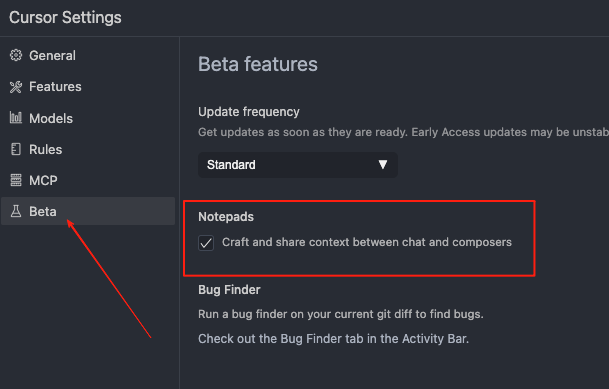 Cursor Settings
General
Features
Models
Rules
MCP
Beta
Beta features
Update frequency
Get updates as soon as they are ready. Early Access updates may be
Standard
Notepads
Craft and share context between chat and composers
Bug Finder
Run a bug finder on your current git diff to find bugs.
Check out the Bug Finder tab in the Activity Bar.